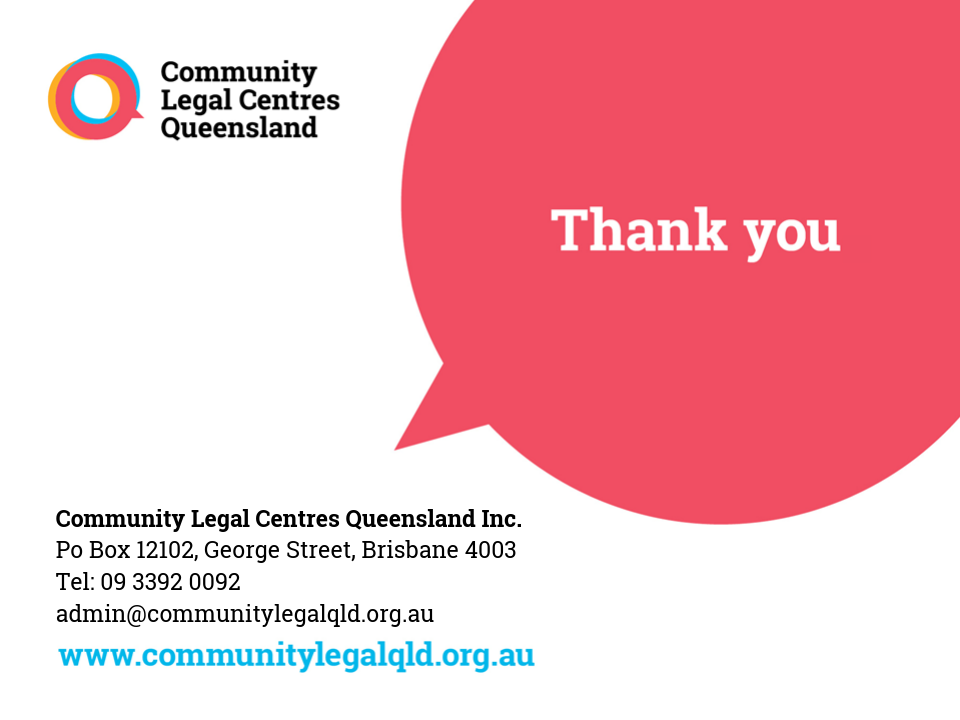 Community
Legal Centres
Queensland
Thank you
Community Legal Centres Queensland Inc.
Po Box 12102, George Street, Brisbane 4003
Tel: 09 3392 0092
admin@communitylegalqld.org.au
www.communitylegalqld.org.au